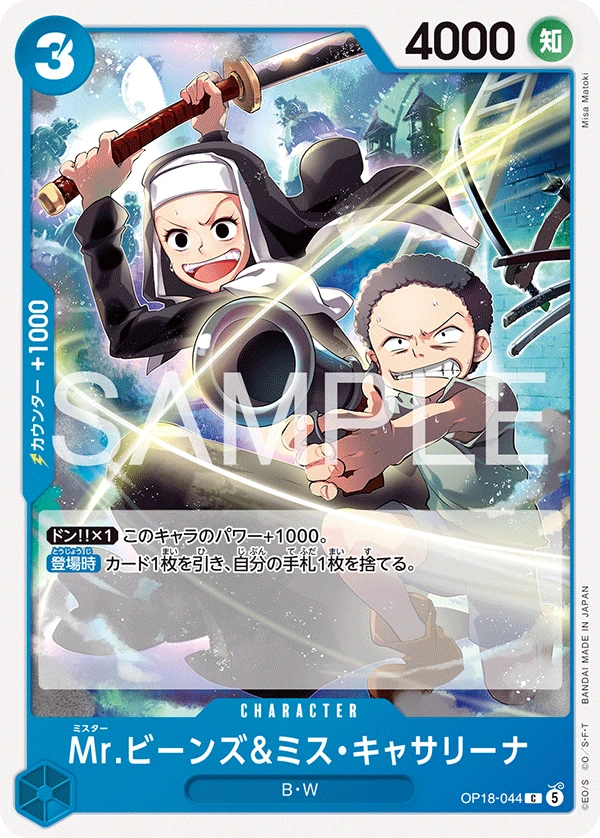 3
4000 知
Misa Matoki
カウンター +1000
SAMPLE
ドン!!×1 このキャラのパワー+1000。
登場時 カード1枚を引き、自分の手札1枚を捨てる。
CHARACTER
Mr.ビーンズ&ミス・キャサリーナ
B・W
OP18-044 C 5
©E.O/S ©O/S・F・T BANDAI MADE IN JAPAN